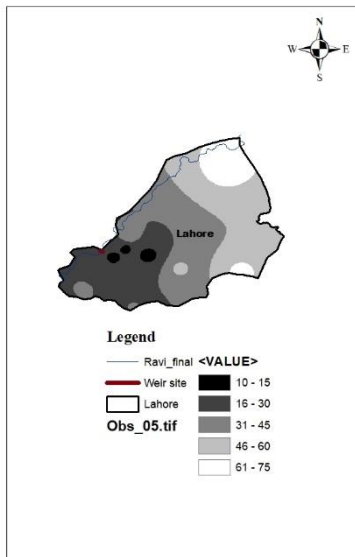 N
W E
S
Lahore
Legend
Ravi_final <VALUE>
Weir site 10 - 15
Lahore 16 - 30
Obs_05.tif 31 - 45
46 - 60
61 - 75